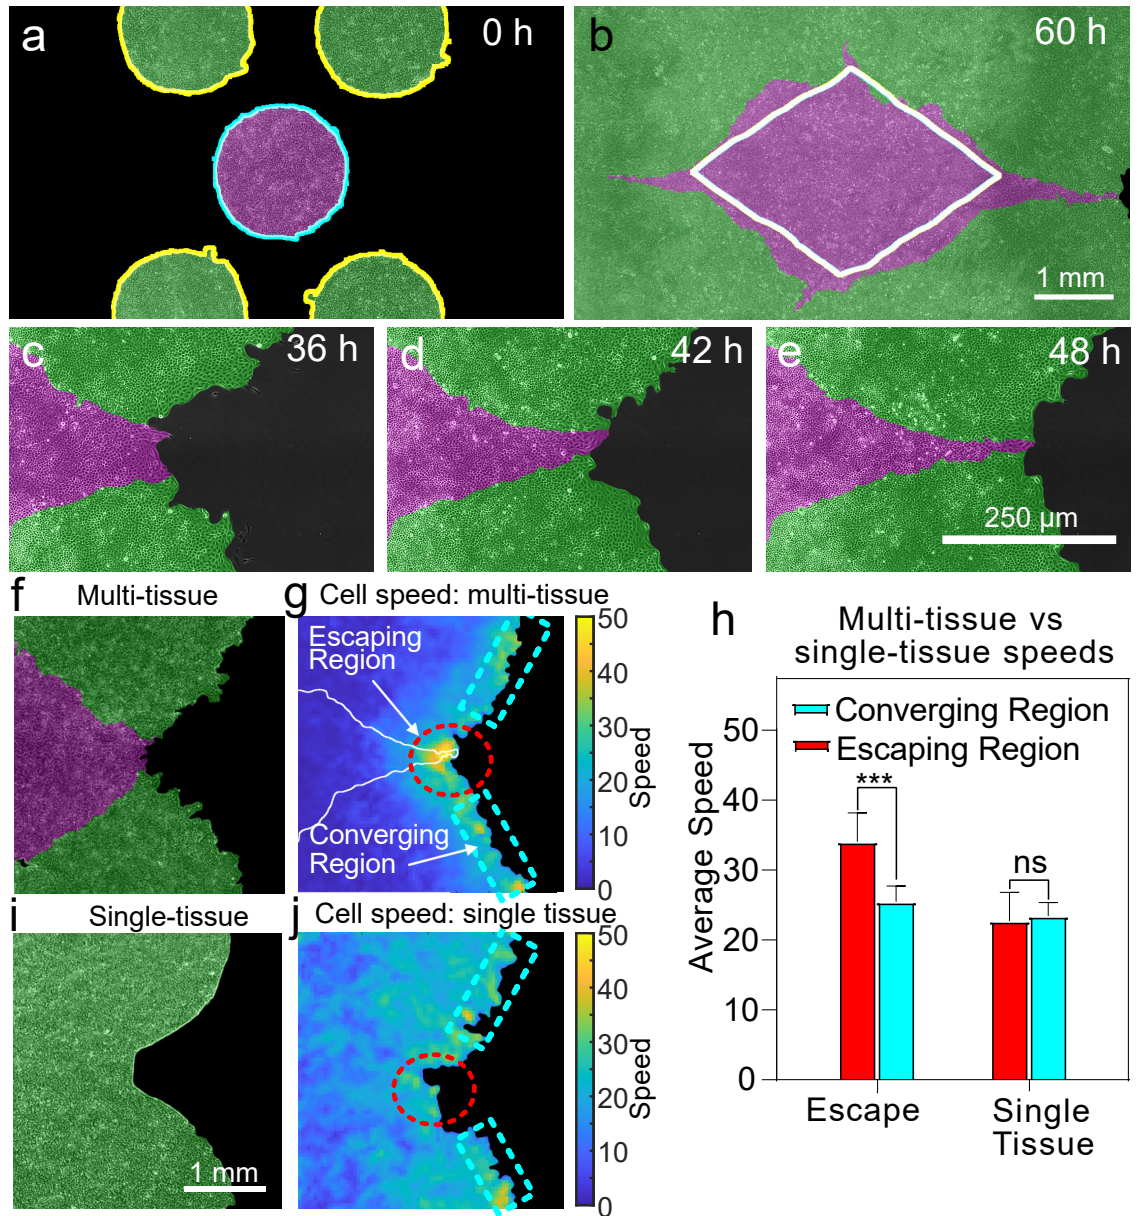 a
0 h
b
60 h
1 mm
c
36 h
d
42 h
e
48 h
250 µm
f
Multi-tissue
g
Cell speed: multi-tissue
Escaping
Region
Converging
Region
50
40
30
20
10
0
Speed
h
Multi-tissue vs
single-tissue speeds
Converging Region
Escaping Region
***
ns
50
40
30
20
10
0
Average Speed
Escape
Single
Tissue
i
Single-tissue
1 mm
j
Cell speed: single tissue
50
40
30
20
10
0
Speed